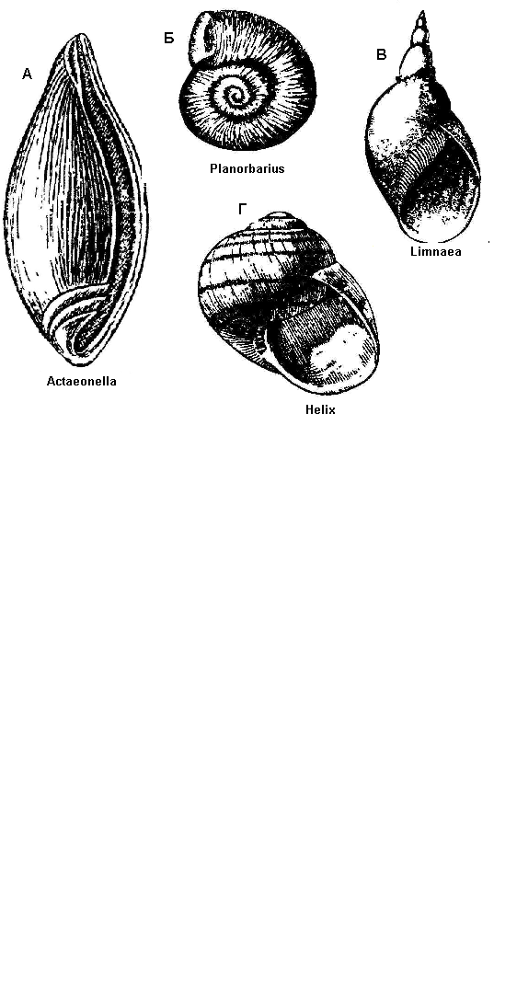 А
Actaeonella
Б
Planorbarius
В
Limnaea
Г
Helix